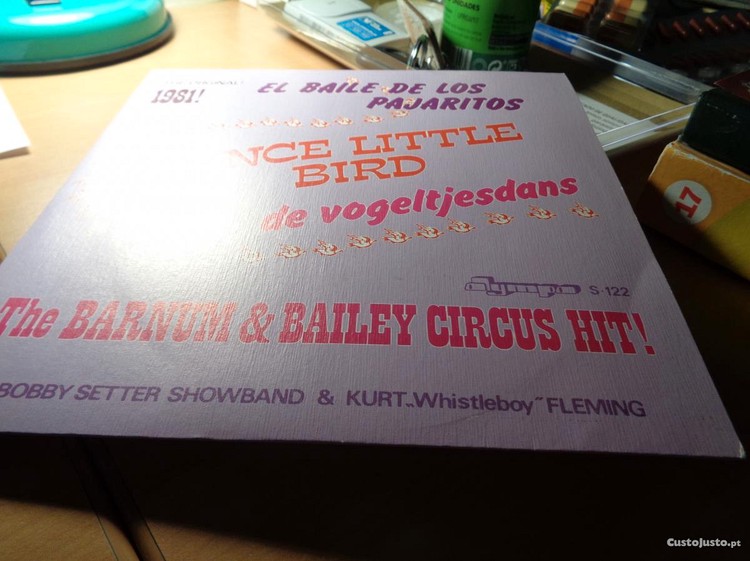 1981!
EL BAILE DE LOS
PAJARITOS
NCE LITTLE
BIRD
de vogeltjesdans
S-122
The BARNUM & BAILEY CIRCUS HIT!
BOBBY SETTER SHOWBAND & KURT „Whistleboy” FLEMING
17
CustoJusto.pt